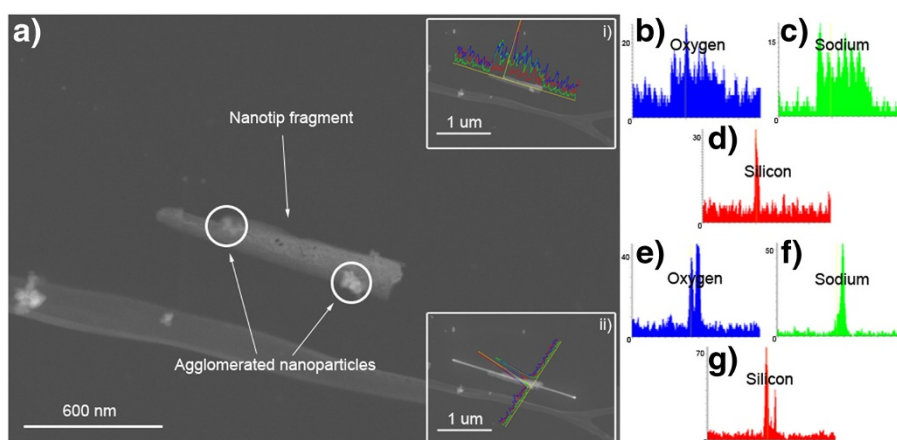 a)
Nanotip fragment
Agglomerated nanoparticles
600 nm
i)
1 um
ii)
1 um
b)
20
Oxygen
0
c)
15
Sodium
0
d)
30
Silicon
0
e)
40
Oxygen
0
f)
50
Sodium
0
g)
70
Silicon
0